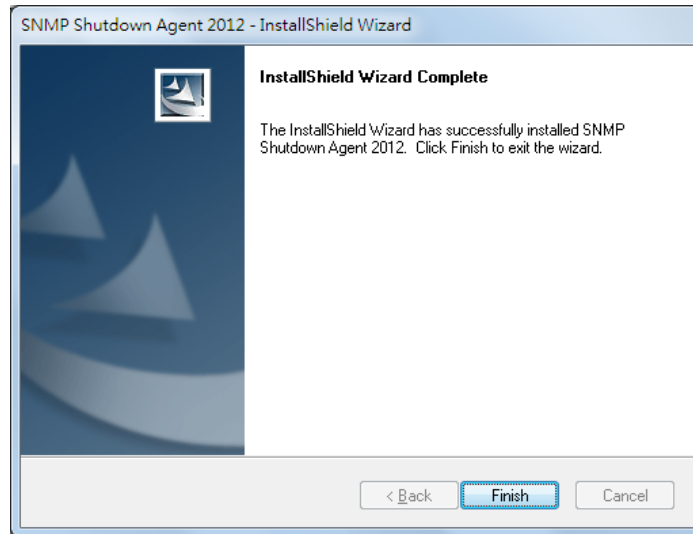 SNMP Shutdown Agent 2012 - InstallShield Wizard
InstallShield Wizard Complete
The InstallShield Wizard has successfully installed SNMP
Shutdown Agent 2012. Click Finish to exit the wizard.
< Back Finish Cancel